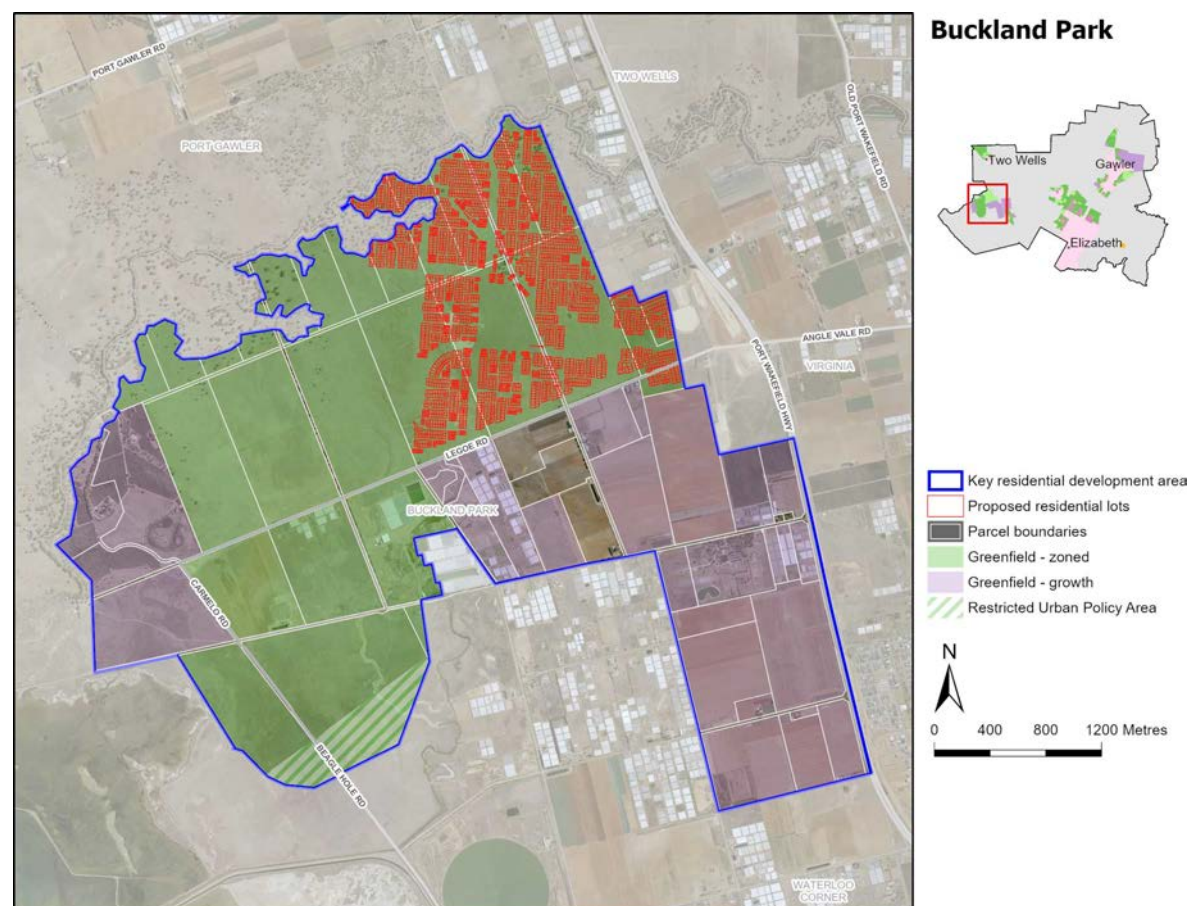 Buckland Park
PORT GAWLER RD
TWO WELLS
OLD PORT WAKEFIELD RD
PORT GAWLER
Two Wells
Gawler
Elizabeth
ANGLE VALE RD
PORT WAKEFIELD HWY
VIRGINIA
LEGOE RD
BUCKLAND PARK
CARMELO RD
BEAGLE HOLE RD
WATERLOO
CORNER
Key residential development area
Proposed residential lots
Parcel boundaries
Greenfield - zoned
Greenfield - growth
Restricted Urban Policy Area
N
0 400 800 1200 Metres